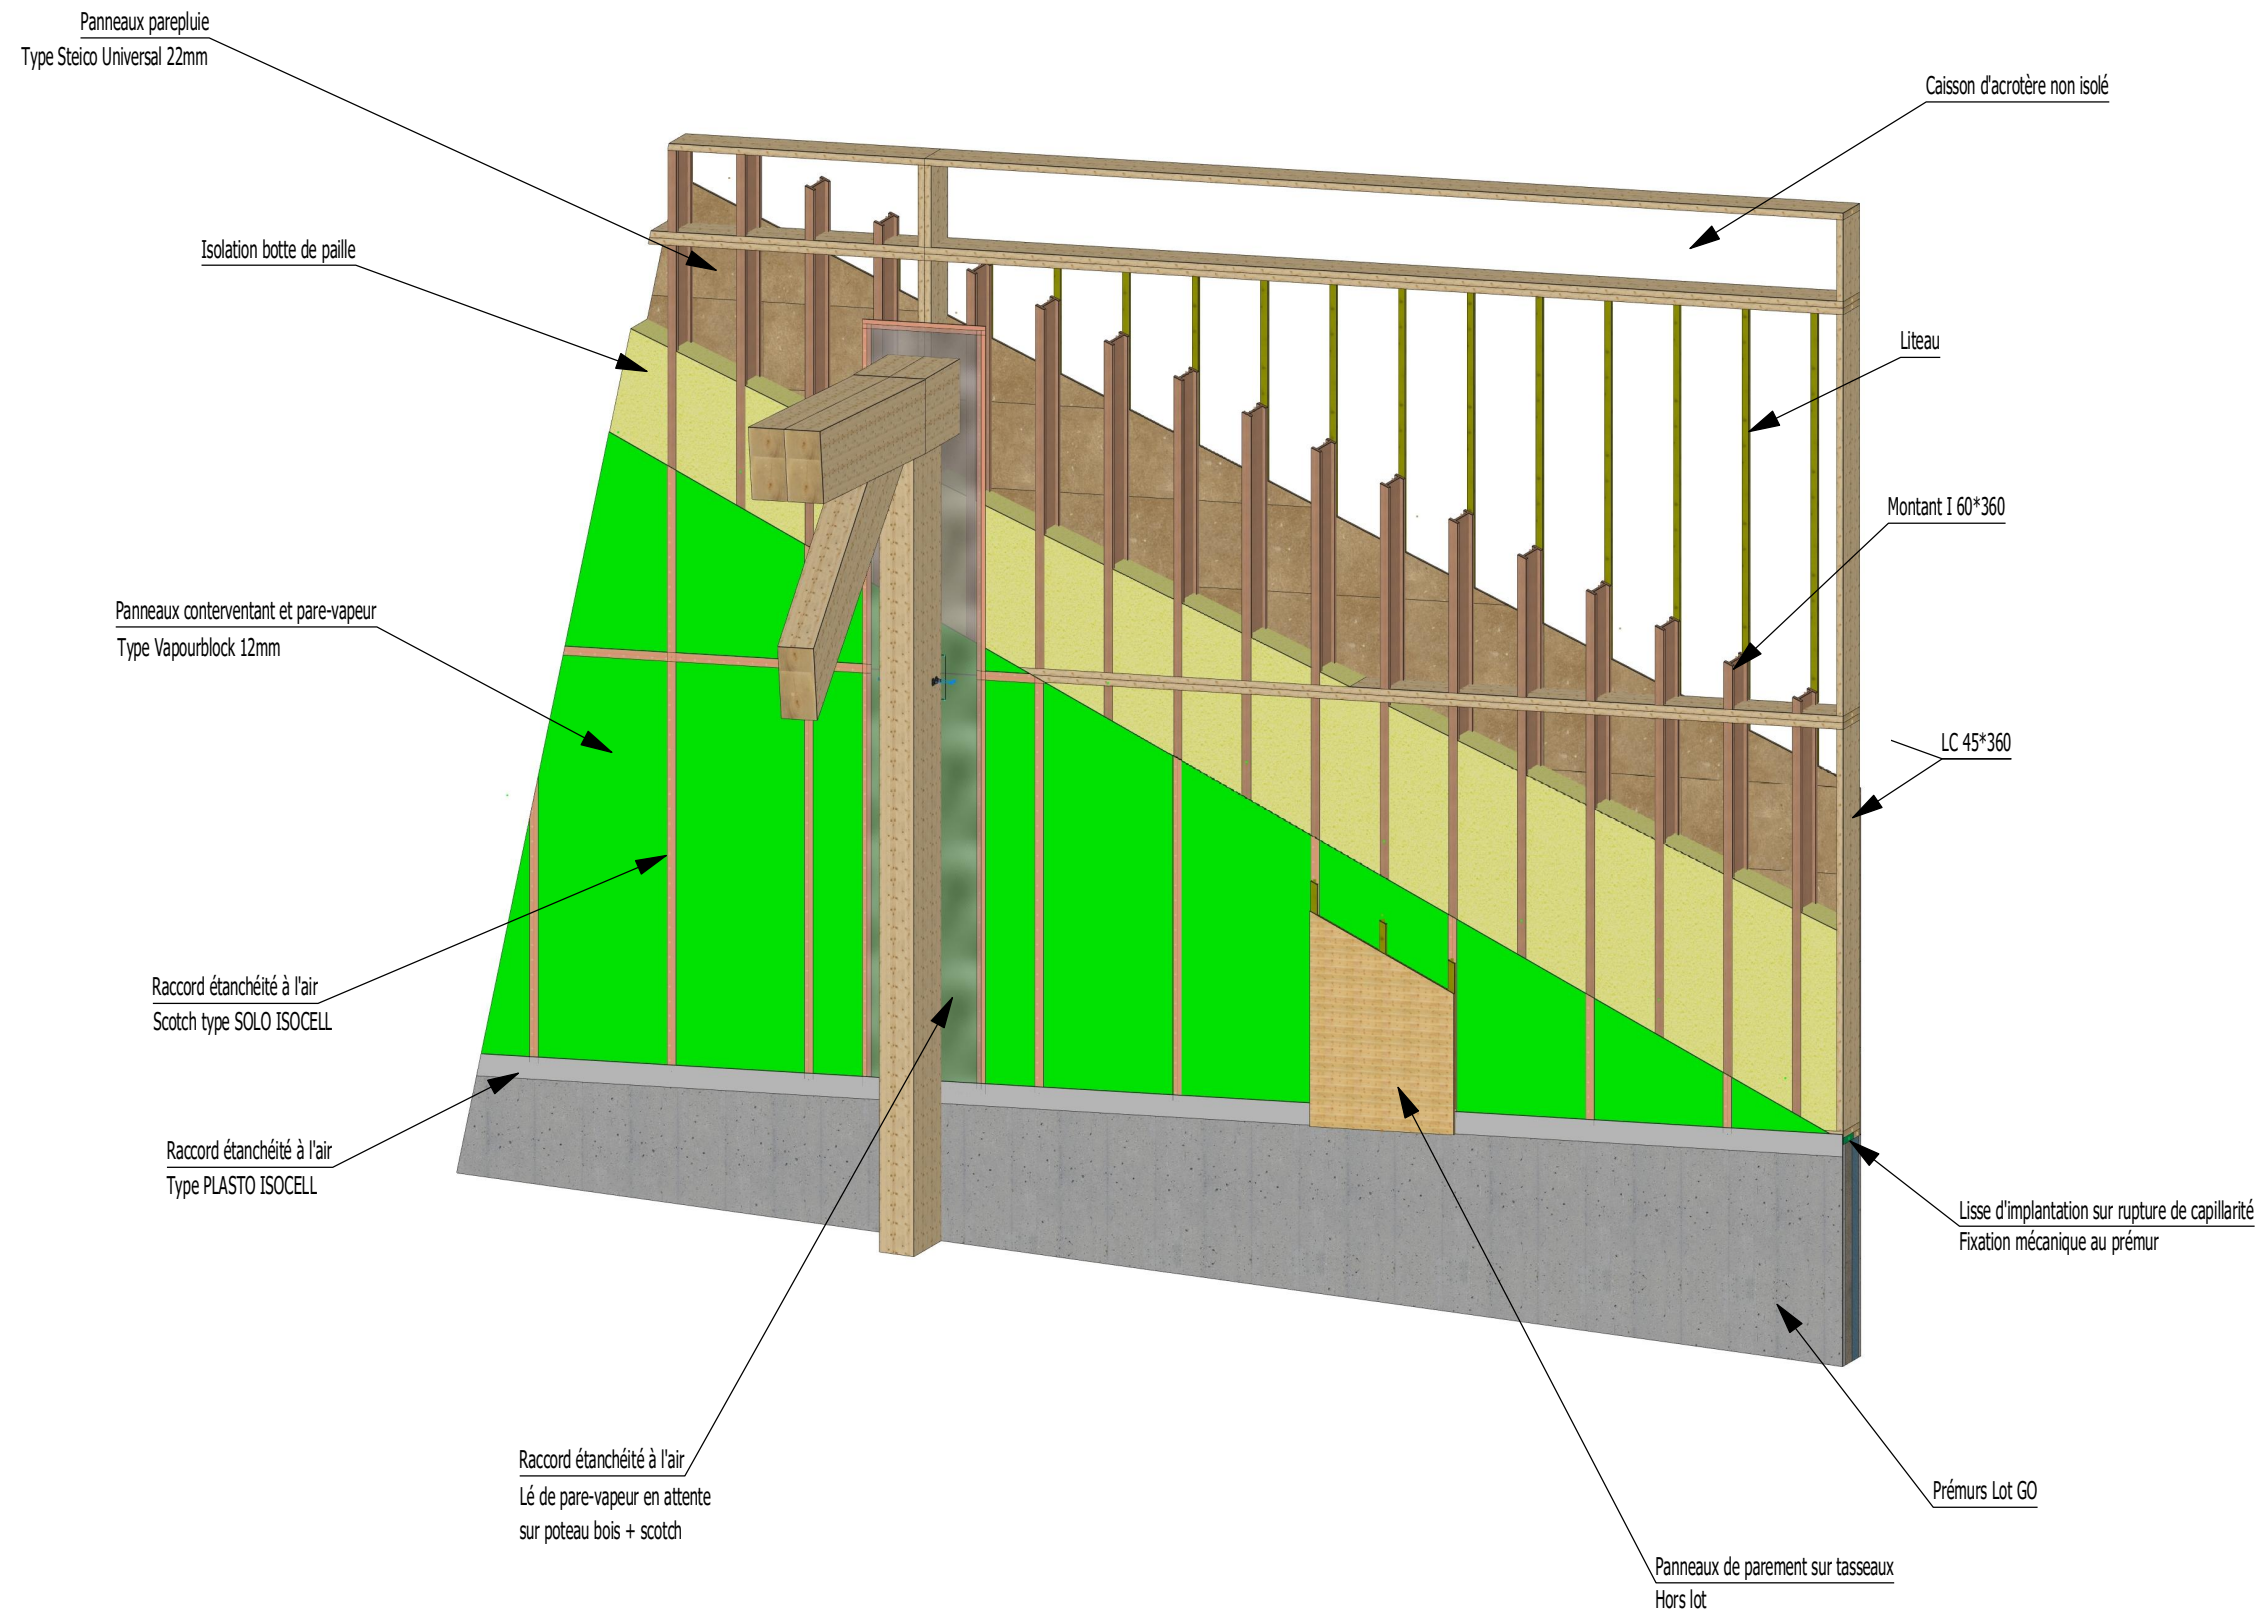 Panneaux parepluie
Type Steico Universal 22mm
Caisson d'acrotère non isolé
Isolation botte de paille
Liteau
Montant I 60*360
Panneaux conterventant et pare-vapeur
Type Vapourblock 12mm
LC 45*360
Raccord étanchéité à l'air
Scotch type SOLO ISOCELL
Raccord étanchéité à l'air
Type PLASTO ISOCELL
Lisse d'implantation sur rupture de capillarité
Fixation mécanique au prémur
Raccord étanchéité à l'air
Lé de pare-vapeur en attente
sur poteau bois + scotch
Prémurs Lot GO
Panneaux de parement sur tasseaux
Hors lot